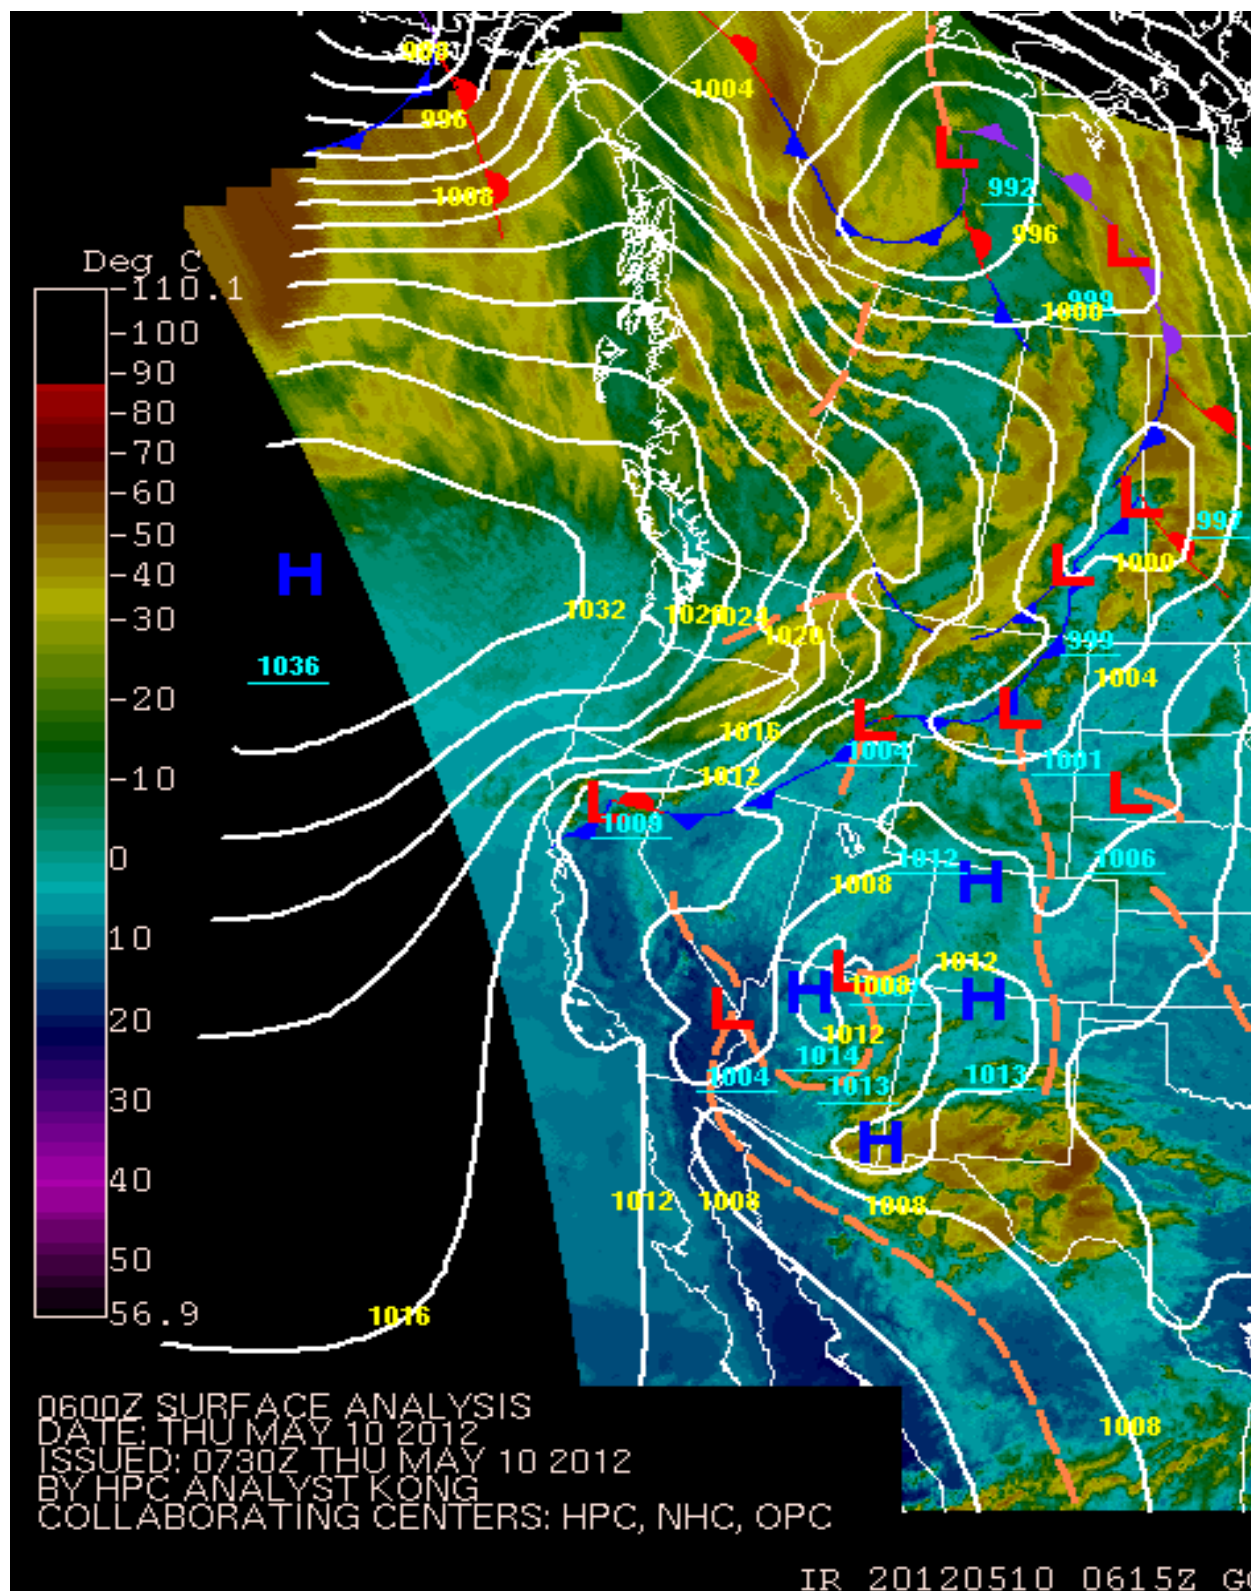 988
996
1004
1008
992
996
Deg C
-110.1
-100
-90
-80
-70
-60
-50
-40
-30
-20
-10
0
10
20
30
40
50
56.9
L
L
999
1000
L
997
H
L
1000
1032
1024
1020
1036
999
1004
L
L
1016
1004
1001
1012
L
L
1009
1012
1006
H
1008
L
1012
H
1008
H
L
1012
1014
1004
1013
1013
H
1012
1008
1008
1016
1008
0600Z SURFACE ANALYSIS
DATE: THU MAY 10 2012
ISSUED: 0730Z THU MAY 10 2012
BY HPC ANALYST KONG
COLLABORATING CENTERS: HPC, NHC, OPC
IR 20120510 0615Z